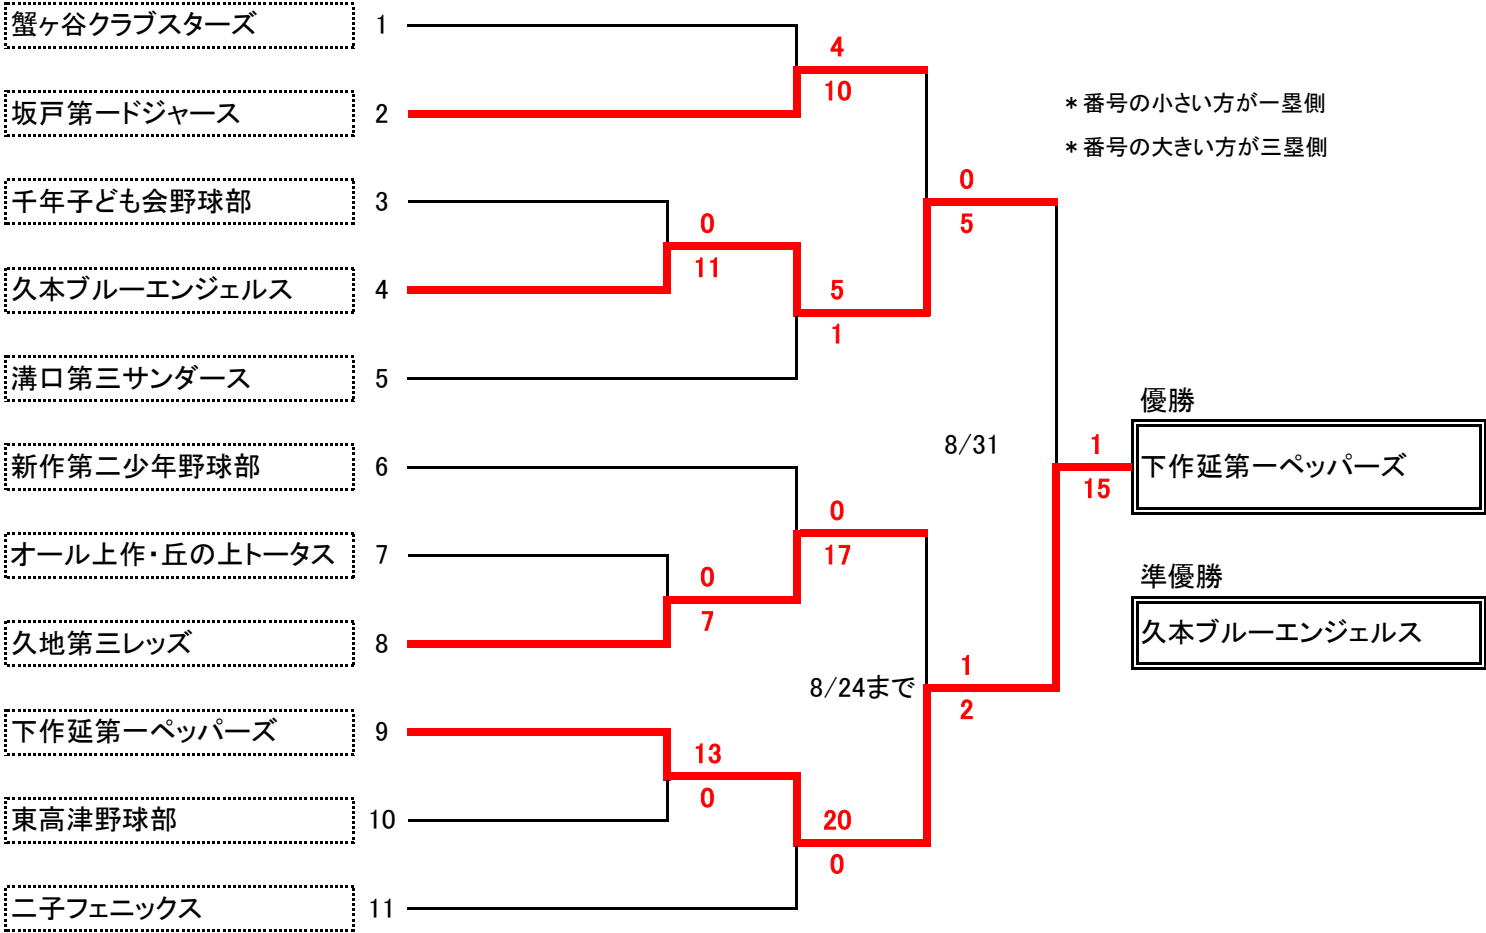 蟹ヶ谷クラブスターズ 1
4
坂戸第一ドジャース 2
10
＊番号の小さい方が一塁側
＊番号の大きい方が三塁側
千年子ども会野球部 3
0
0
5
久本ブルーエンジェルス 4
11
5
1
溝口第三サンダース 5
優勝
8/31
1
下作延第一ペッパーズ
15
新作第二少年野球部 6
0
オール上作・丘の上トータス 7
17
0
準優勝
久本ブルーエンジェルス
久地第三レッズ 8
7
8/24まで
1
2
下作延第一ペッパーズ 9
13
0
東高津野球部 10
20
0
二子フェニックス 11